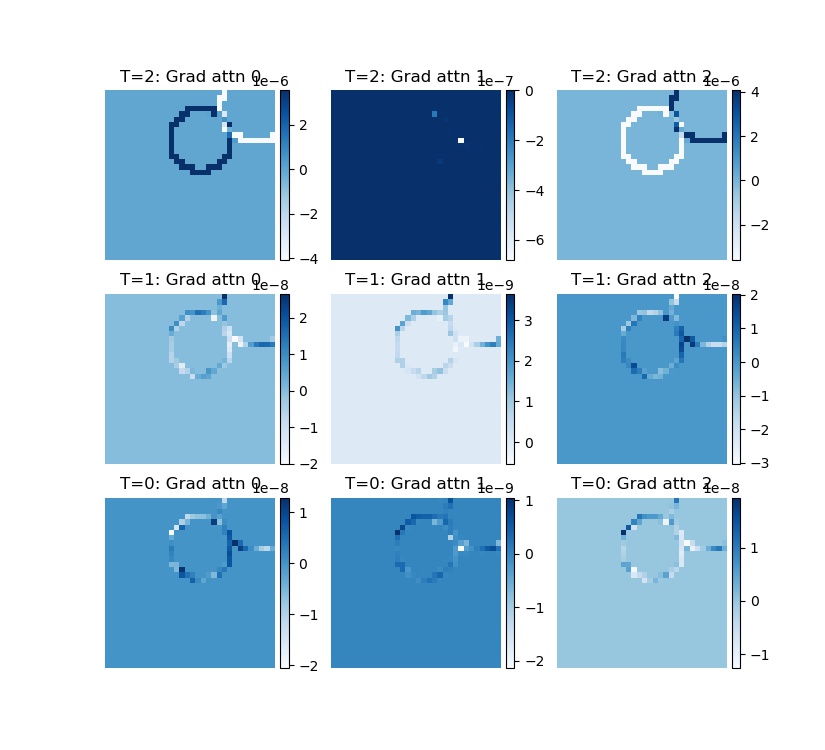 T=2: Grad attn 0
1e−6
2
0
−2
−4
T=2: Grad attn 1
1e−7
0
−2
−4
−6
T=2: Grad attn 2
1e−6
4
2
0
−2
T=1: Grad attn 0
1e−8
2
1
0
−1
−2
T=1: Grad attn 1
1e−9
3
2
1
0
T=1: Grad attn 2
1e−8
2
1
0
−1
−2
−3
T=0: Grad attn 0
1e−8
1
0
−1
−2
T=0: Grad attn 1
1e−9
1
0
−1
−2
T=0: Grad attn 2
1e−8
1
0
−1